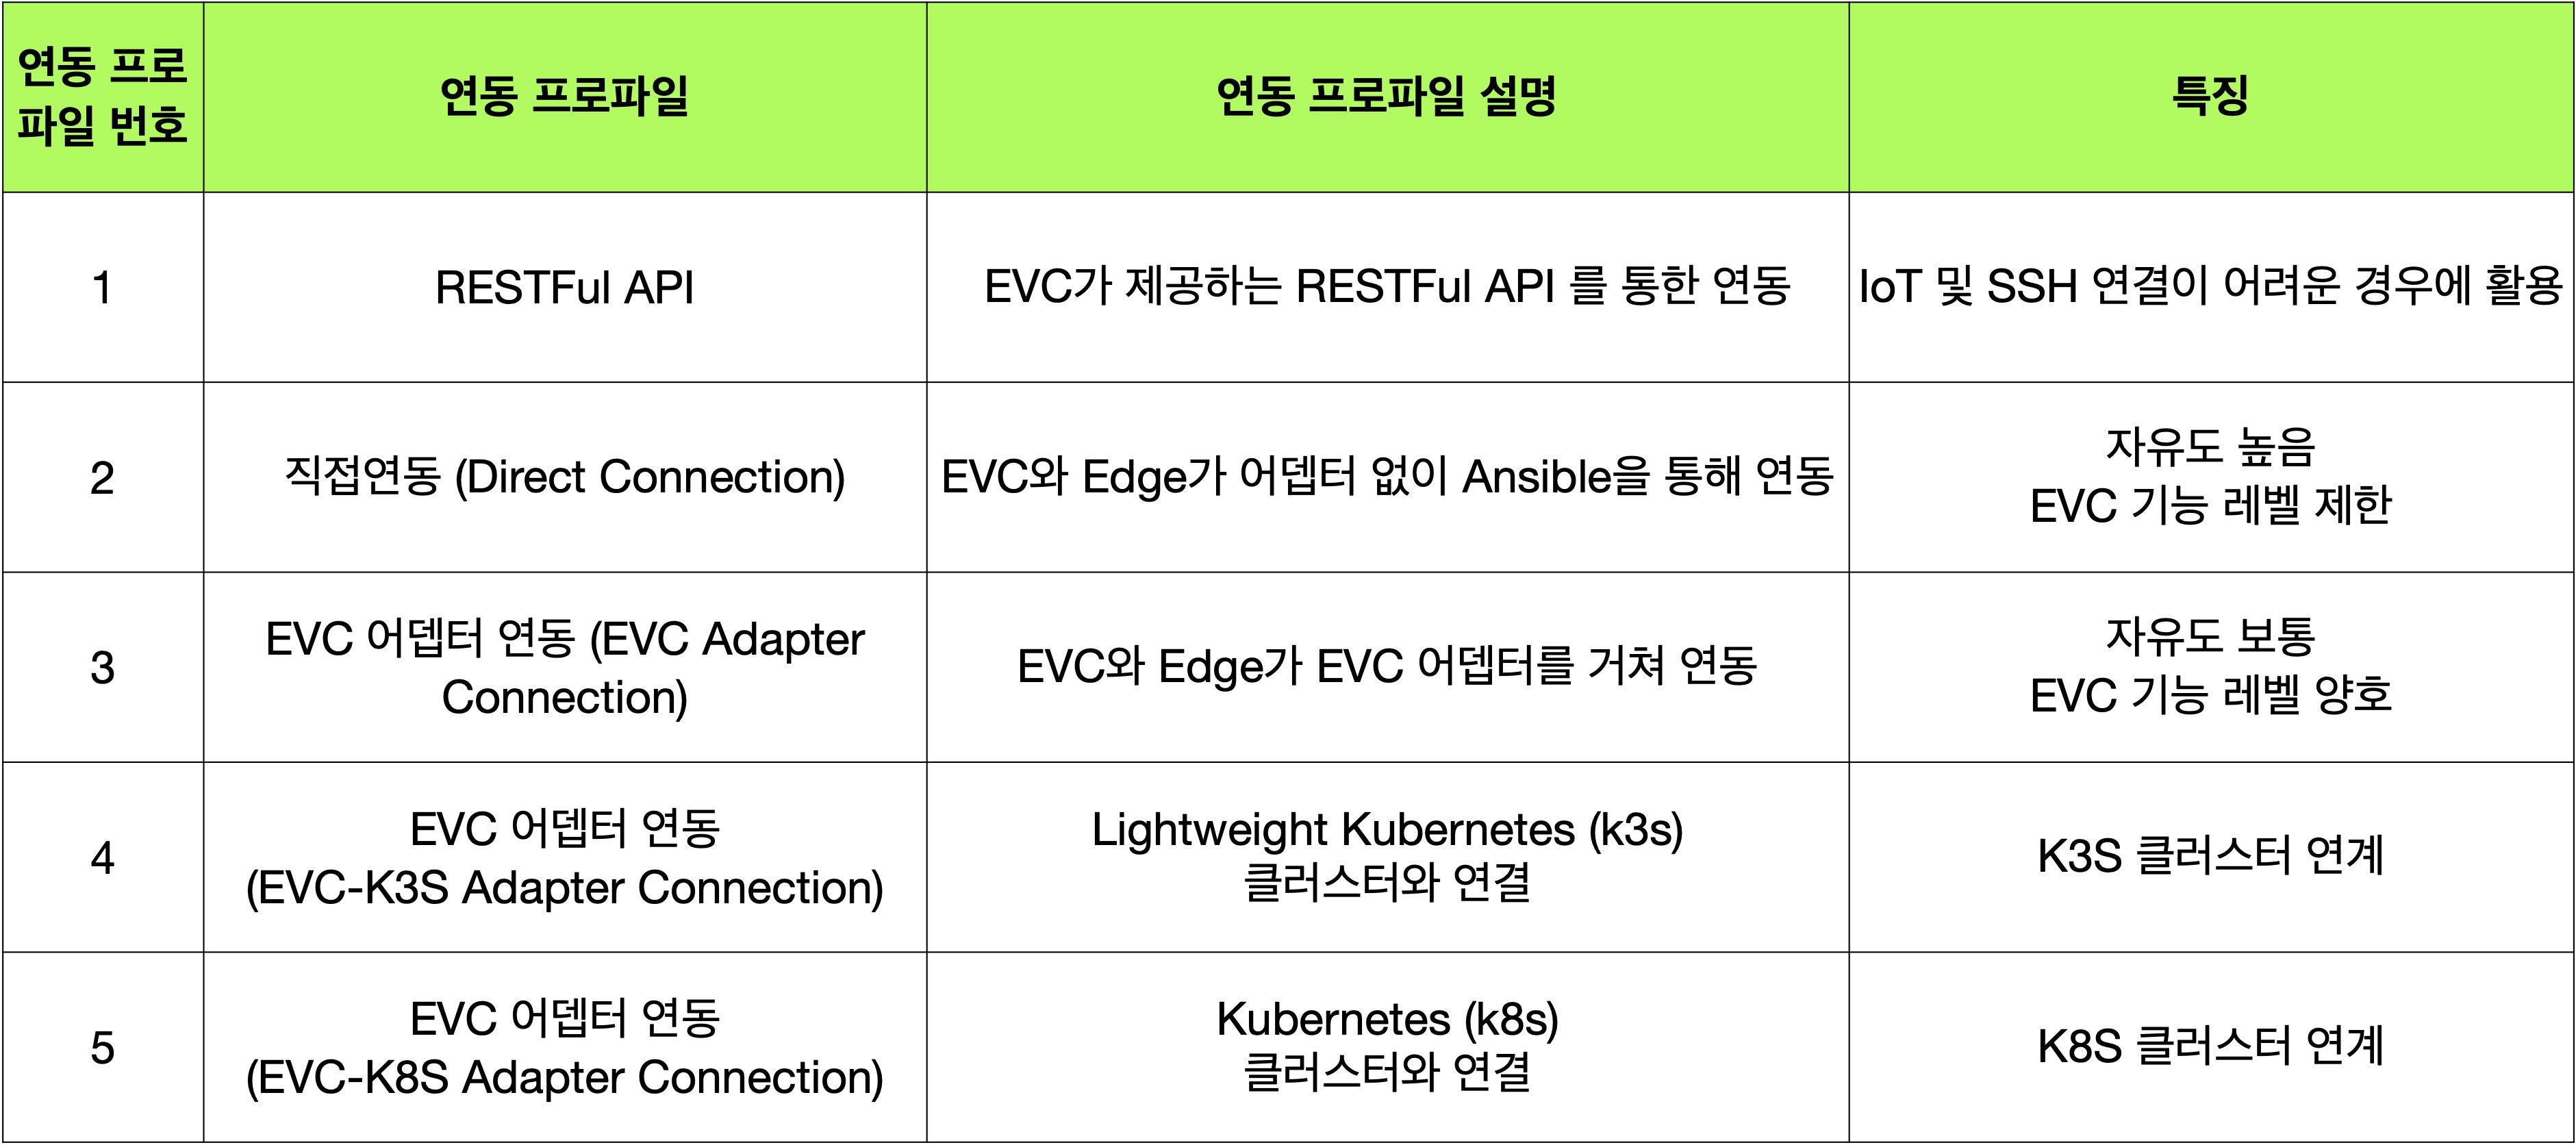 연동 프로
파일 번호
연동 프로파일
연동 프로파일 설명
특징
1
RESTFul API
EVC가 제공하는 RESTFul API 를 통한 연동
IoT 및 SSH 연결이 어려운 경우에 활용
2
직접연동 (Direct Connection)
EVC와 Edge가 어뎁터 없이 Ansible을 통해 연동
자유도 높음
EVC 기능 레벨 제한
3
EVC 어뎁터 연동 (EVC Adapter
Connection)
EVC와 Edge가 EVC 어뎁터를 거쳐 연동
자유도 보통
EVC 기능 레벨 양호
4
EVC 어뎁터 연동
(EVC-K3S Adapter Connection)
Lightweight Kubernetes (k3s)
클러스터와 연결
K3S 클러스터 연계
5
EVC 어뎁터 연동
(EVC-K8S Adapter Connection)
Kubernetes (k8s)
클러스터와 연결
K8S 클러스터 연계